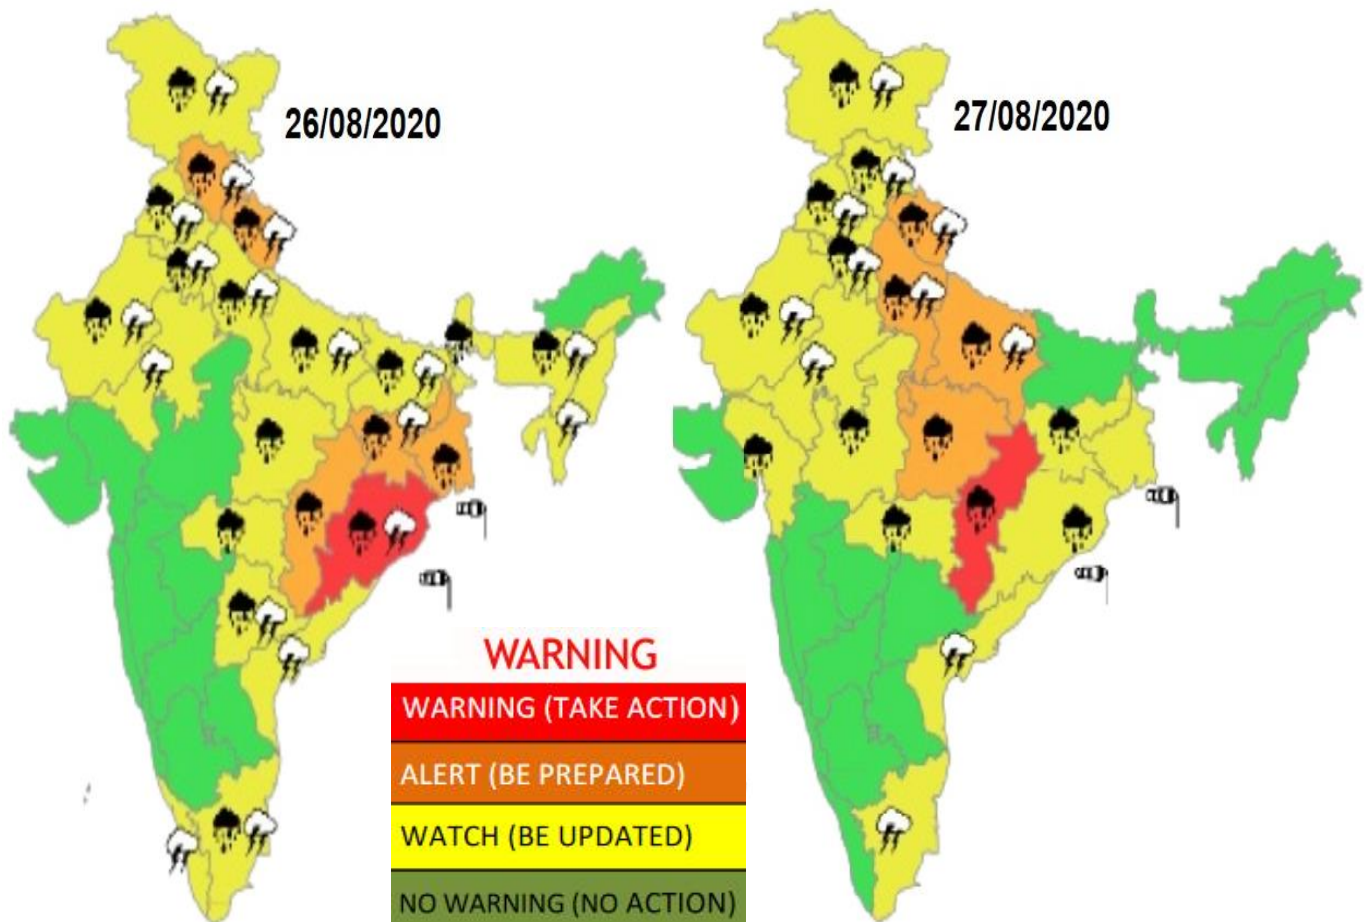 26/08/2020
27/08/2020
WARNING
WARNING (TAKE ACTION)
ALERT (BE PREPARED)
WATCH (BE UPDATED)
NO WARNING (NO ACTION)